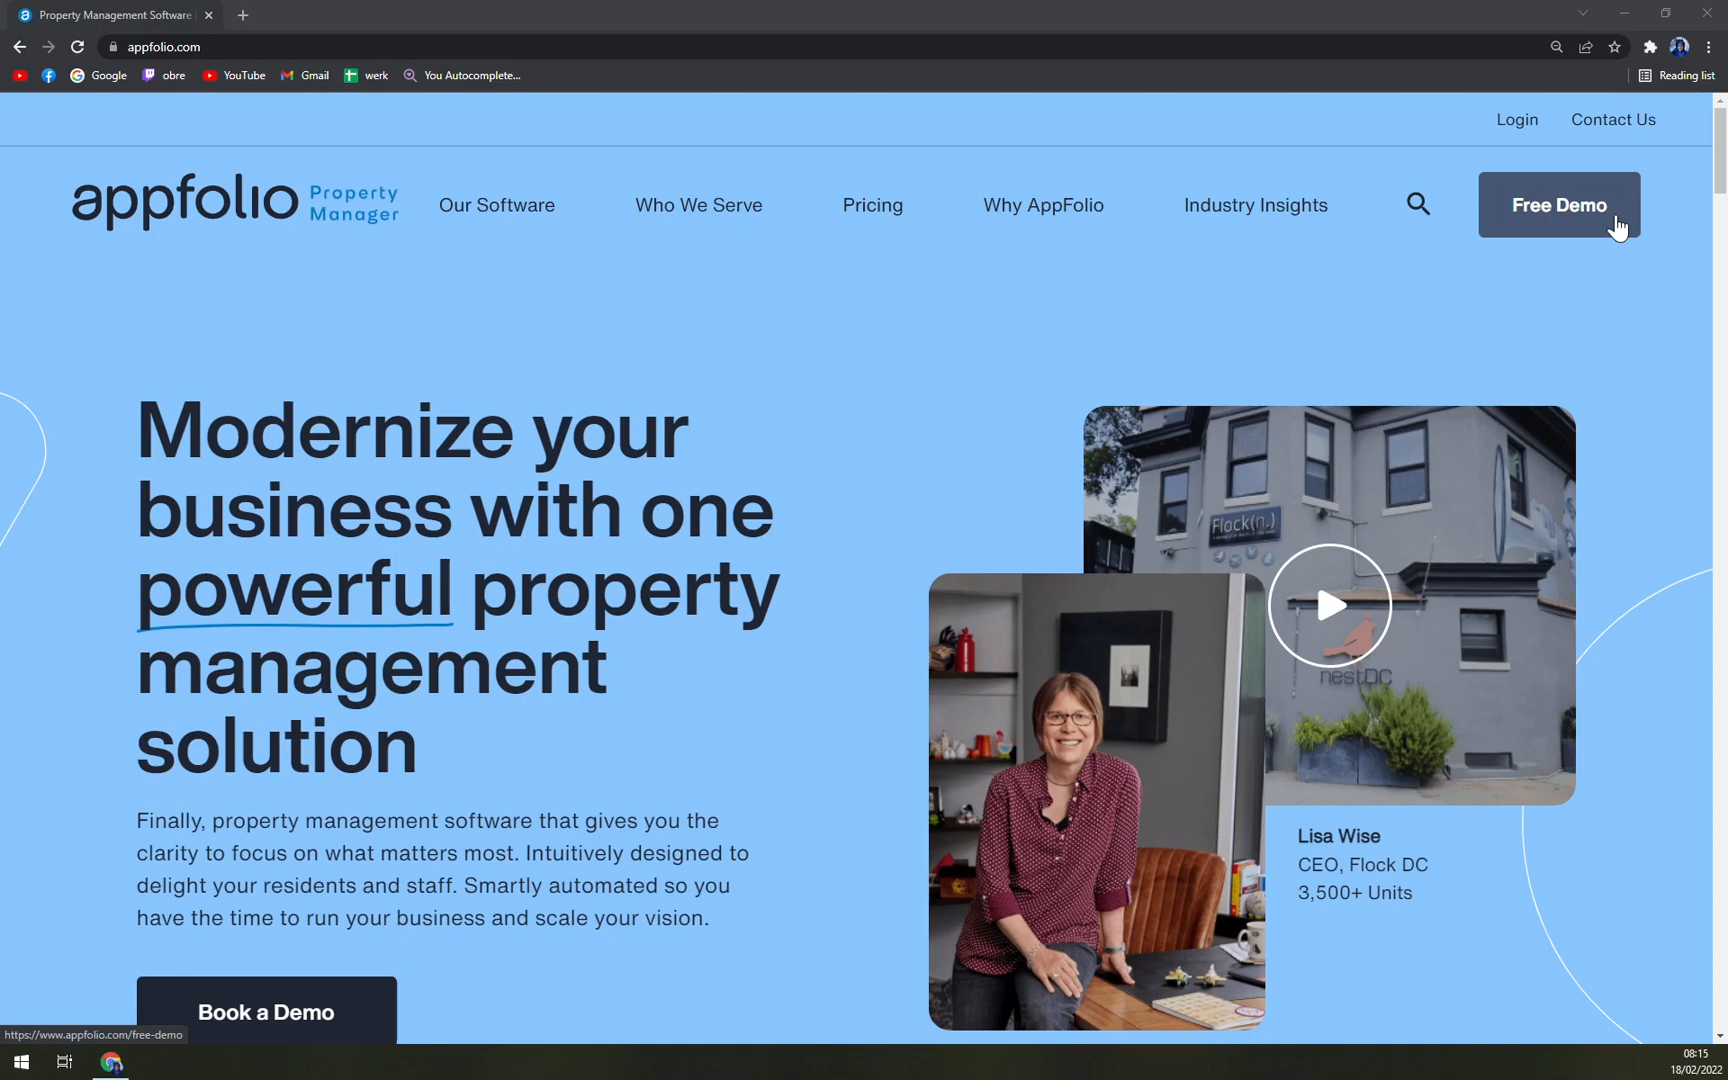 Property Management Software
appfolio.com
Google
obre
YouTube
Gmail
werk
You Autocomplete...
Reading list
Login
Contact Us
appfolio Property Manager
Our Software
Who We Serve
Pricing
Why AppFolio
Industry Insights
Free Demo
Modernize your
business with one
powerful property
management
solution
Flock(n.)
nestDC
Finally, property management software that gives you the
clarity to focus on what matters most. Intuitively designed to
delight your residents and staff. Smartly automated so you
have the time to run your business and scale your vision.
Lisa Wise
CEO, Flock DC
3,500+ Units
Book a Demo
https://www.appfolio.com/free-demo
08:15
18/02/2022